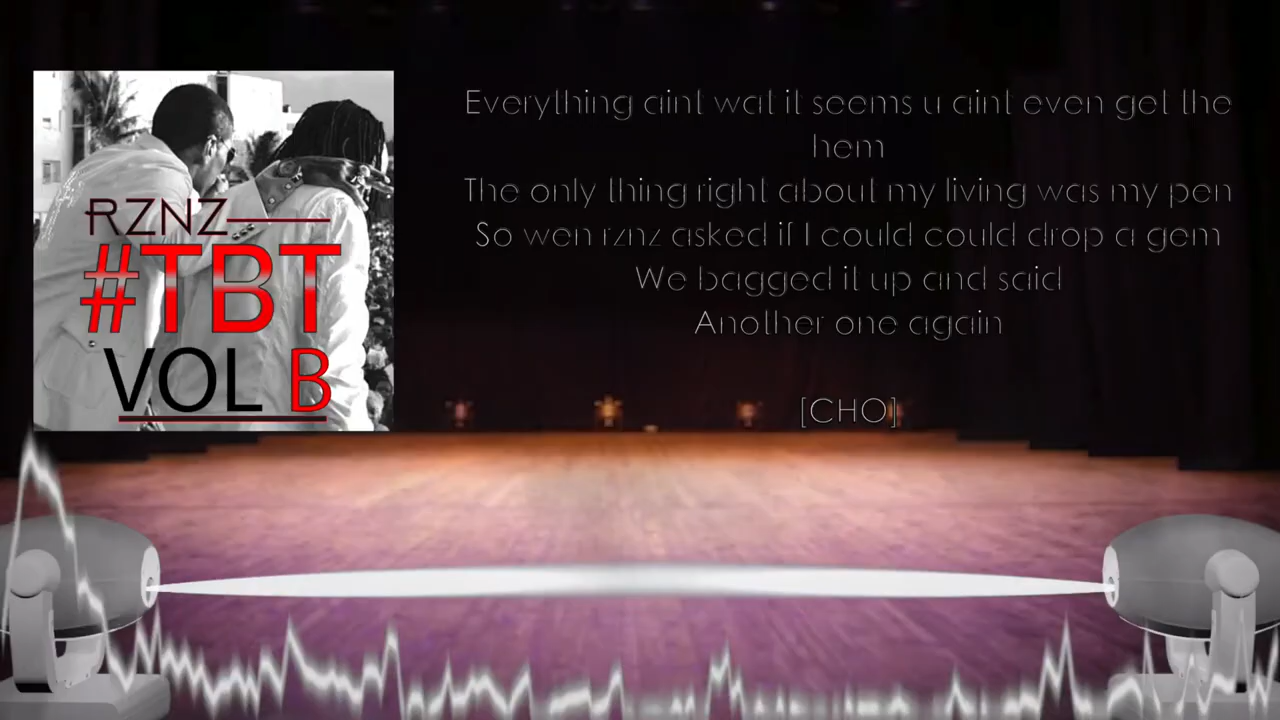 RZNZ
#TBT
VOL B
Everything aint wat it seems u aint even get the
hem
The only thing right about my living was my pen
So wen rznz asked if I could could drop a gem
We bagged it up and said
Another one again
[CHO]